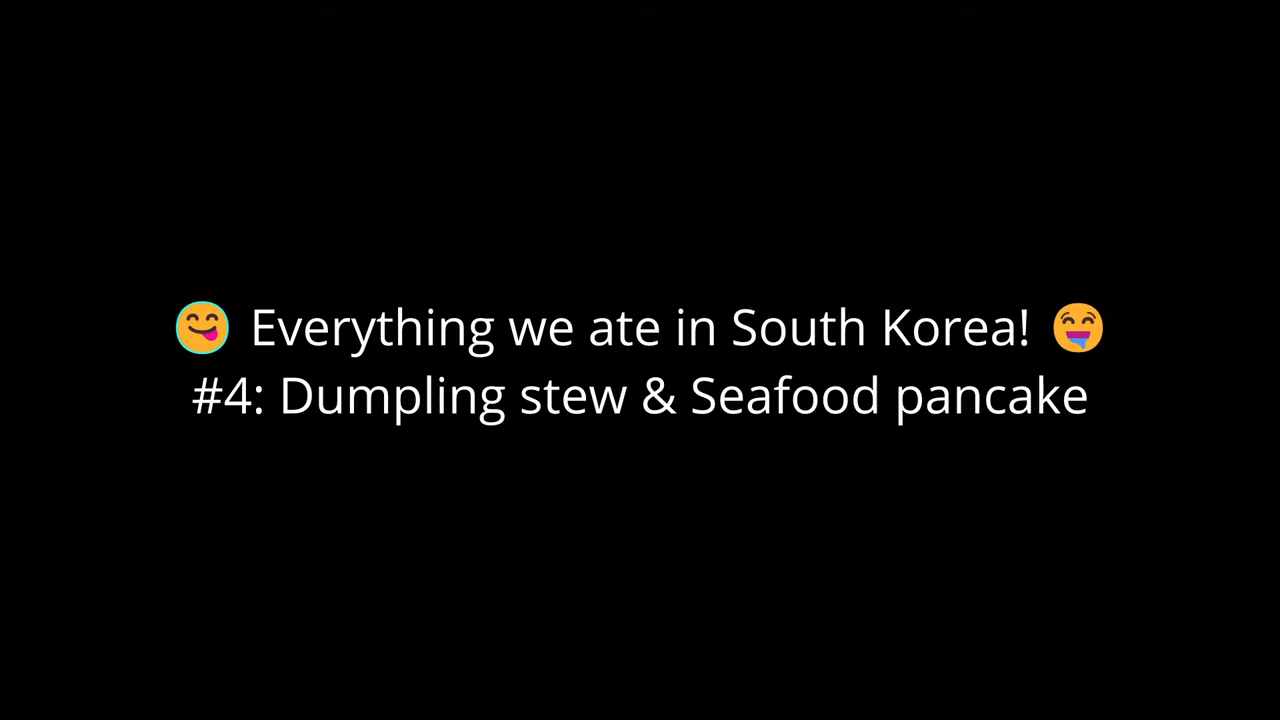 😋 Everything we ate in South Korea! 🤤
#4: Dumpling stew & Seafood pancake